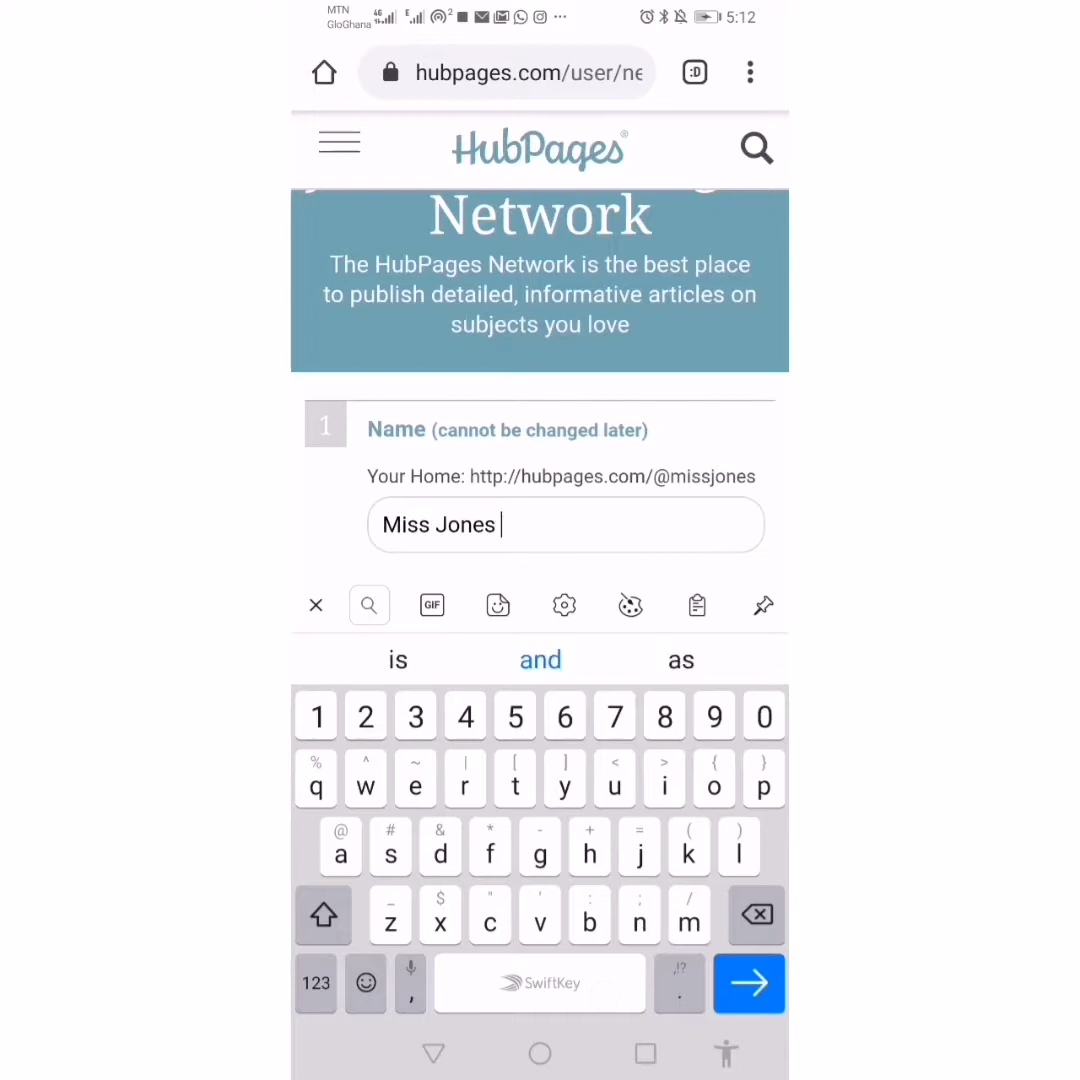 MTN
GloGhana
4G
E
2
5:12
hubpages.com/user/ne
:D
HubPages®
Network
The HubPages Network is the best place
to publish detailed, informative articles on
subjects you love
1
Name (cannot be changed later)
Your Home: http://hubpages.com/@missjones
Miss Jones
GIF
is and as
1 2 3 4 5 6 7 8 9 0
% ^ ~ | [ ] < > { }
q w e r t y u i o p
@ # & * - + = ( )
a s d f g h j k l
_ $ " ' : ; /
z x c v b n m
123 , SwiftKey ,!? .